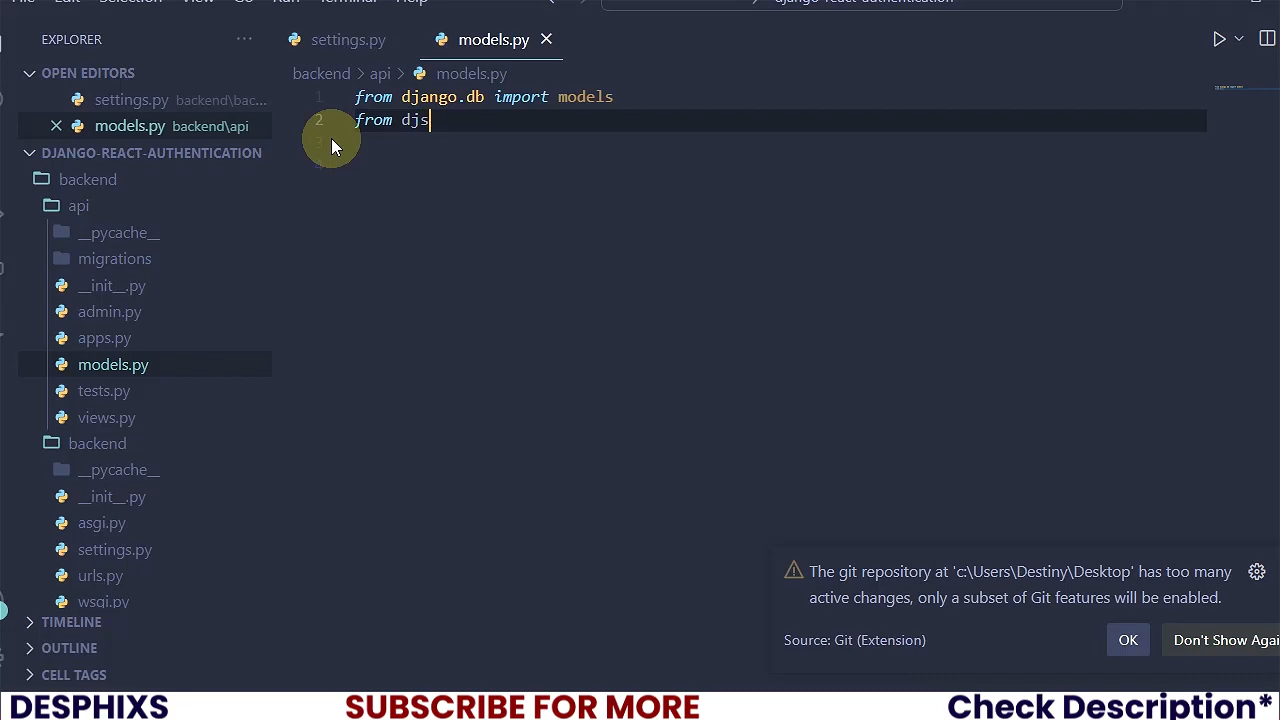 EXPLORER
settings.py
models.py
OPEN EDITORS
settings.py backend\bac...
models.py backend\api
DJANGO-REACT-AUTHENTICATION
backend
api
__pycache__
migrations
__init__.py
admin.py
apps.py
models.py
tests.py
views.py
backend
__pycache__
__init__.py
asgi.py
settings.py
urls.py
wsgi.py
TIMELINE
OUTLINE
CELL TAGS
backend > api > models.py
1 from django.db import models
2 from djs
3
The git repository at 'c:\Users\Destiny\Desktop' has too many
active changes, only a subset of Git features will be enabled.
Source: Git (Extension)
OK
Don't Show Agai
DESPHIXS
SUBSCRIBE FOR MORE
Check Description*